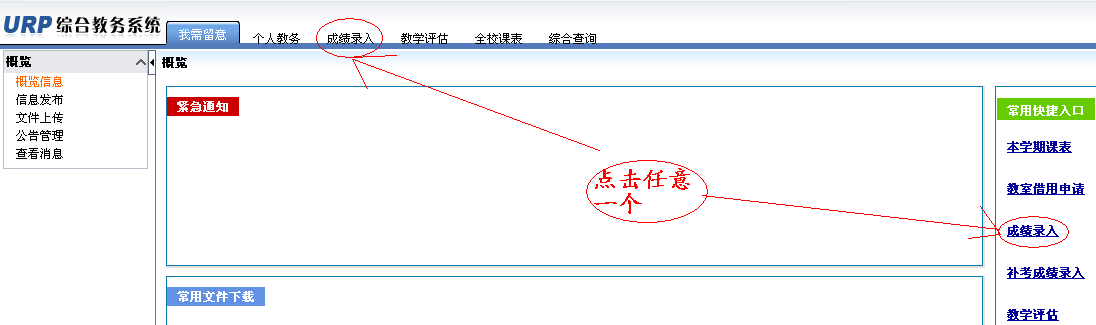 URP 综合教务系统
我需留意 个人教务 成绩录入 教学评估 全校课表 综合查询
概览
概览信息
信息发布
文件上传
公告管理
查看消息
概览
紧急通知
点击任意
一个
常用文件下载
常用快捷入口
本学期课表
教室借用申请
成绩录入
补考成绩录入
教学评估